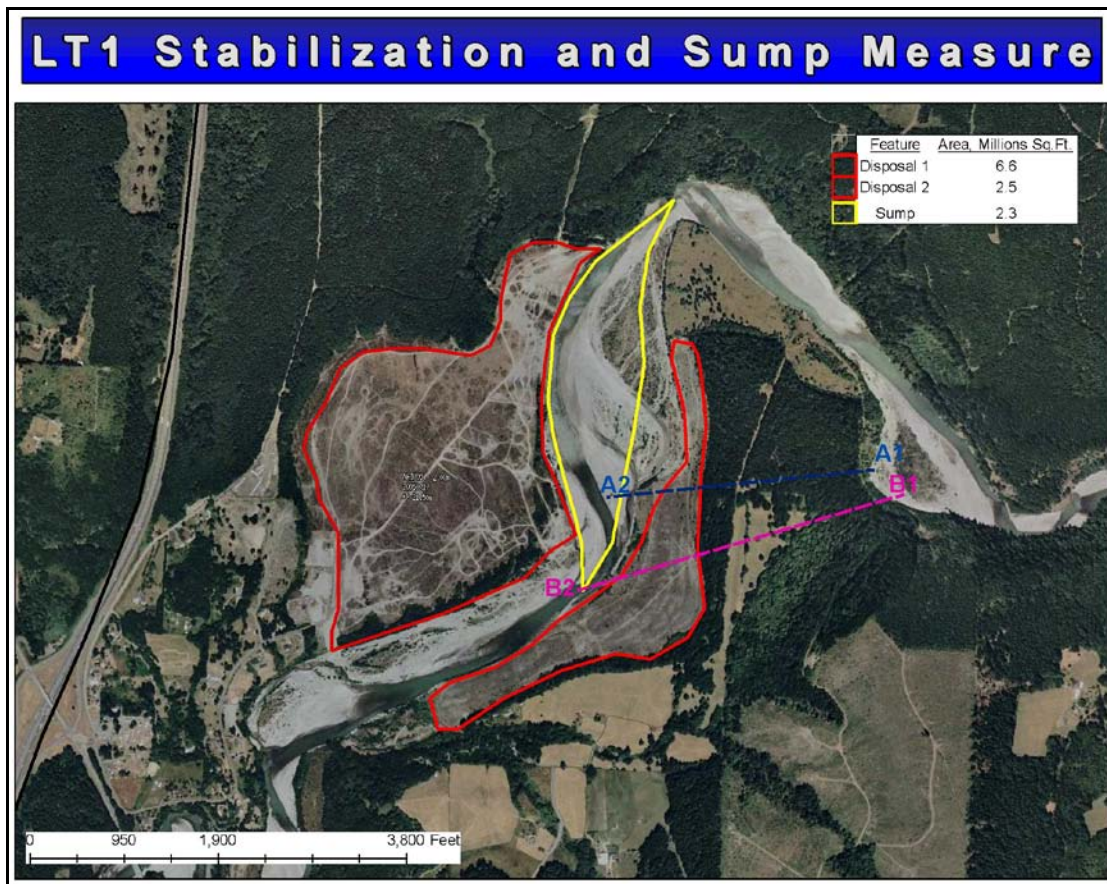 LT1 Stabilization and Sump Measure
Feature Area, Millions Sq.Ft.
Disposal 1 6.6
Disposal 2 2.5
Sump 2.3
A1
A2
B1
B2
0 950 1,900 3,800 Feet